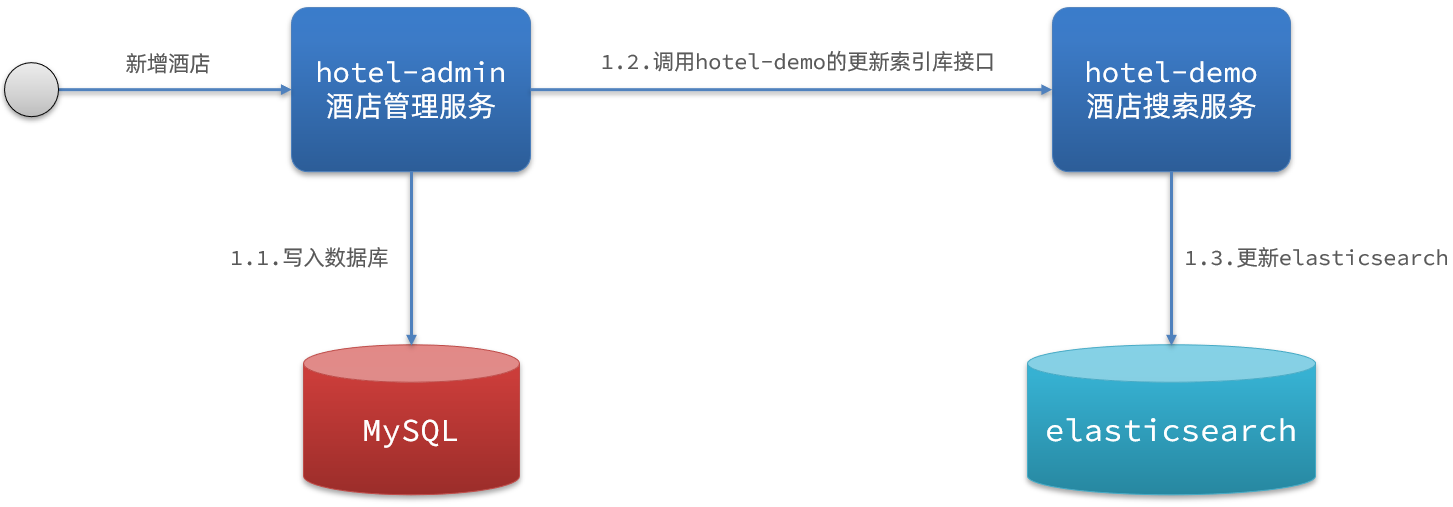 新增酒店
hotel-admin
酒店管理服务
1.2.调用hotel-demo的更新索引库接口
hotel-demo
酒店搜索服务
1.1.写入数据库
1.3.更新elasticsearch
MySQL
elasticsearch